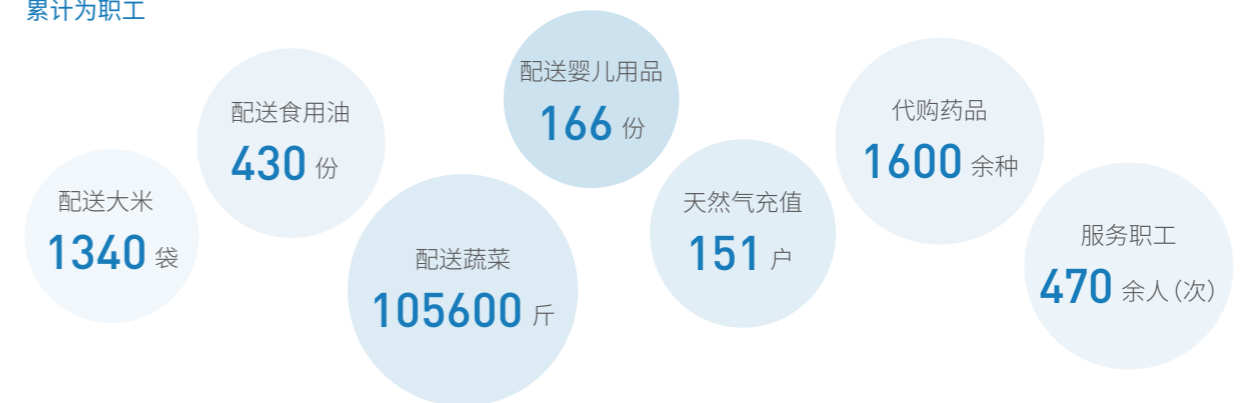 累计为职工
配送大米
1340 袋
配送食用油
430 份
配送蔬菜
105600 斤
配送婴儿用品
166 份
天然气充值
151 户
代购药品
1600 余种
服务职工
470 余人(次)